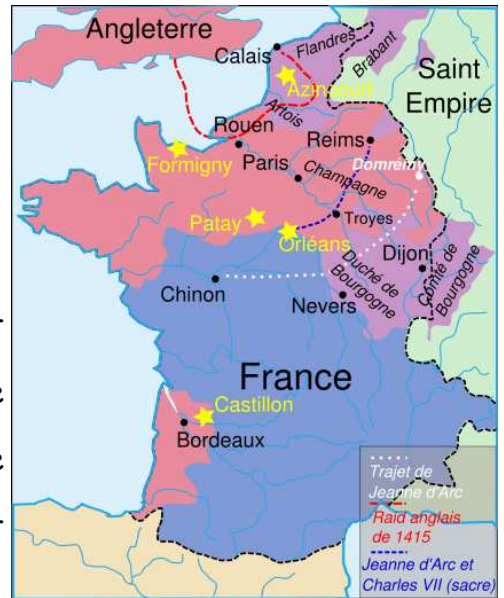 Angleterre
Calais
Flandres
Brabant
Azincourt
Saint
Empire
Artois
Rouen
Reims
Formigny
Paris
Domrémy
Champagne
Patay
Troyes
Orléans
Dijon
Chinon
Duché de
Bourgogne
Comté de
Bourgogne
Nevers
France
Castillon
Bordeaux
Trajet de
Jeanne d'Arc
Raid anglais
de 1415
Jeanne d'Arc et
Charles VII (sacre)